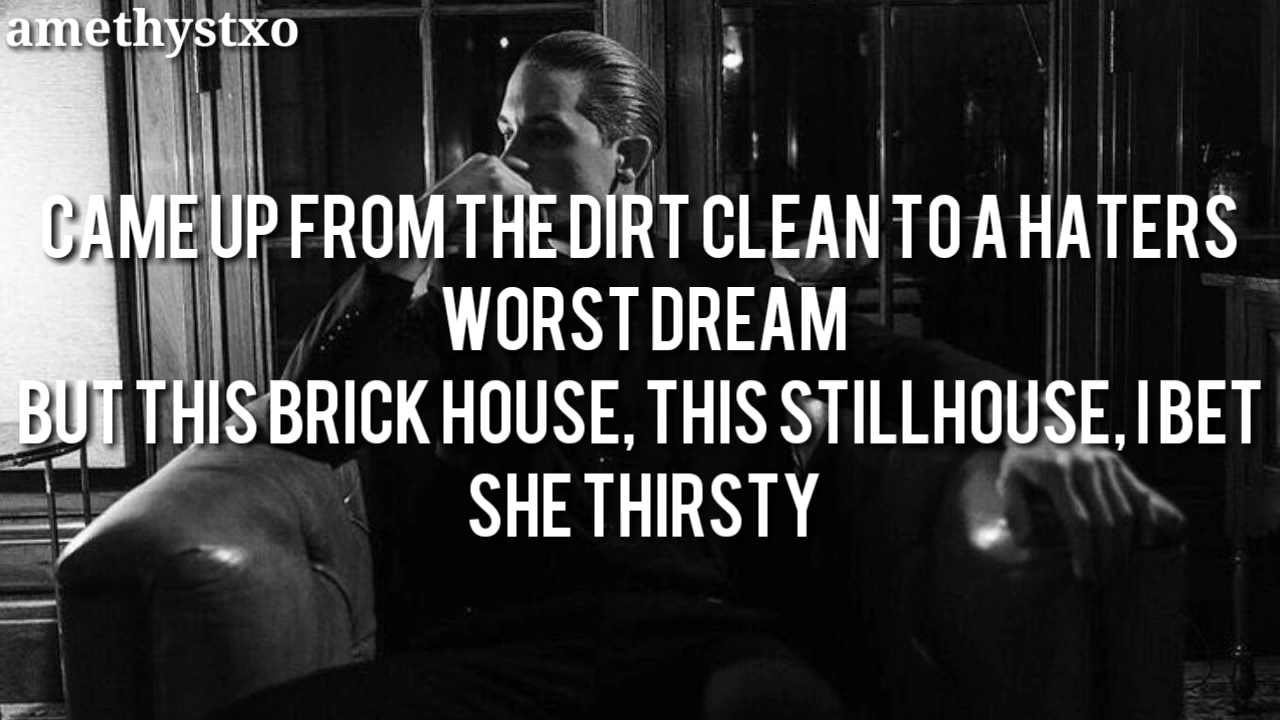 amethystxo
CAME UP FROM THE DIRT CLEAN TO A HATERS
WORST DREAM
BUT THIS BRICK HOUSE, THIS STILLHOUSE, I BET
SHE THIRSTY